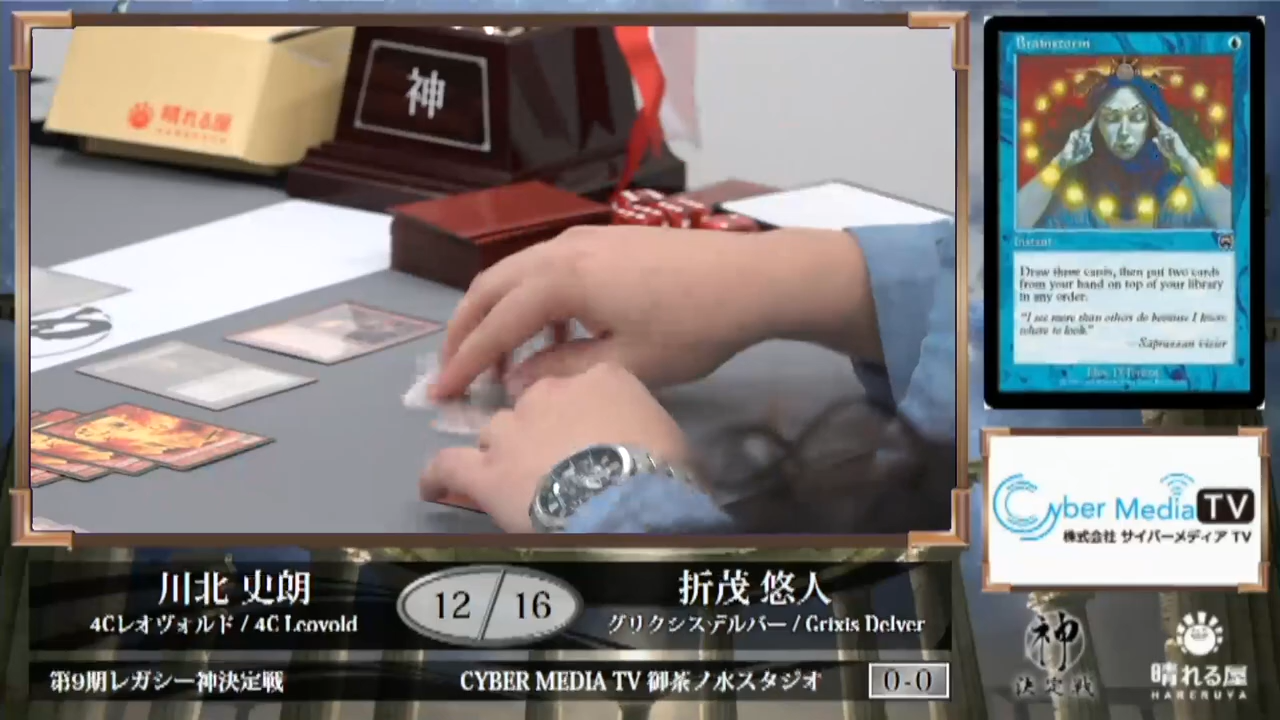 神
晴れる屋
HARERUYA
Brainstorm
Instant
Draw three cards, then put two cards
from your hand on top of your library
in any order.
"I see more than others do because I know
where to look."
—Saprazzan vizier
Cyber Media TV
株式会社 サイバーメディア TV
川北 史朗
4Cレオヴォルド / 4C Leovold
12 / 16
折茂 悠人
グリクシスデルバー / Grixis Delver
第9期レガシー神決定戦
CYBER MEDIA TV 御茶ノ水スタジオ
0-0
神
決定戦
晴れる屋
HARERUYA